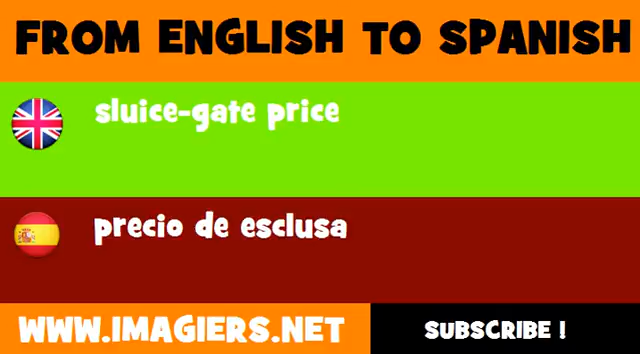 FROM ENGLISH TO SPANISH
sluice-gate price
precio de esclusa
WWW.IMAGIERS.NET
SUBSCRIBE !